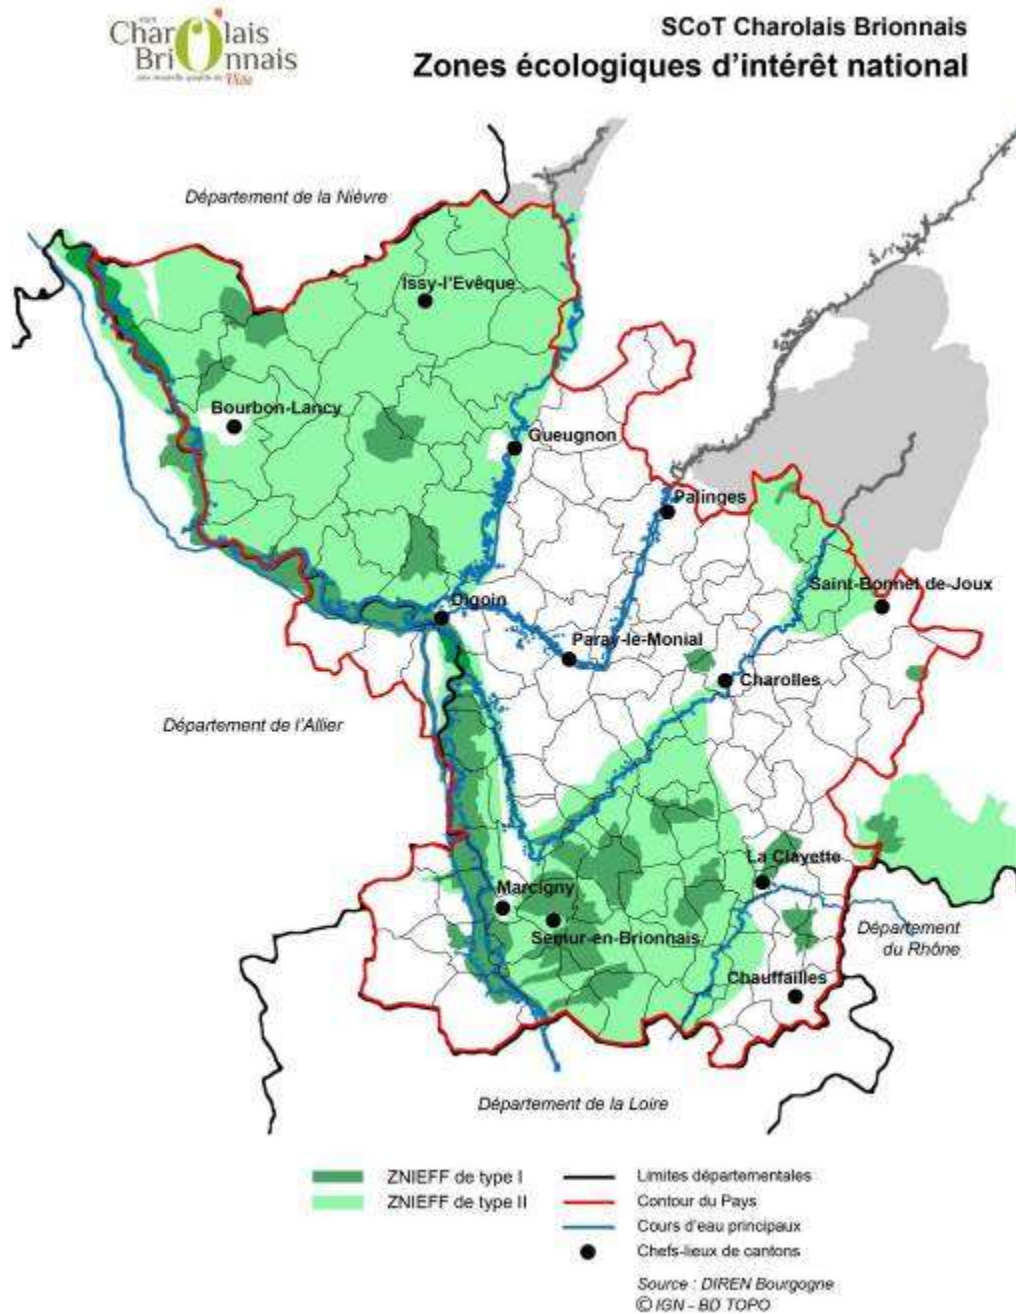 Charolais
Brionnais
SCoT Charolais Brionnais
Zones écologiques d'intérêt national
Département de la Nièvre
Issy-l'Evêque
Bourbon-Lancy
Gueugnon
Palinges
Saint-Bonnet de-Joux
Digoin
Paray-le-Monial
Charolles
Département de l'Allier
La Clayette
Marcigny
Semur-en-Brionnais
Département
du Rhône
Chauffailles
Département de la Loire
ZNIEFF de type I
ZNIEFF de type II
Limites départementales
Contour du Pays
Cours d'eau principaux
Chefs-lieux de cantons
Source : DIREN Bourgogne
© IGN - BD TOPO